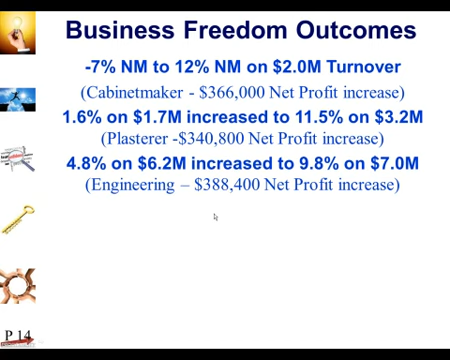 Business Freedom Outcomes
-7% NM to 12% NM on $2.0M Turnover
(Cabinetmaker - $366,000 Net Profit increase)
1.6% on $1.7M increased to 11.5% on $3.2M
(Plasterer -$340,800 Net Profit increase)
4.8% on $6.2M increased to 9.8% on $7.0M
(Engineering – $388,400 Net Profit increase)
P 14